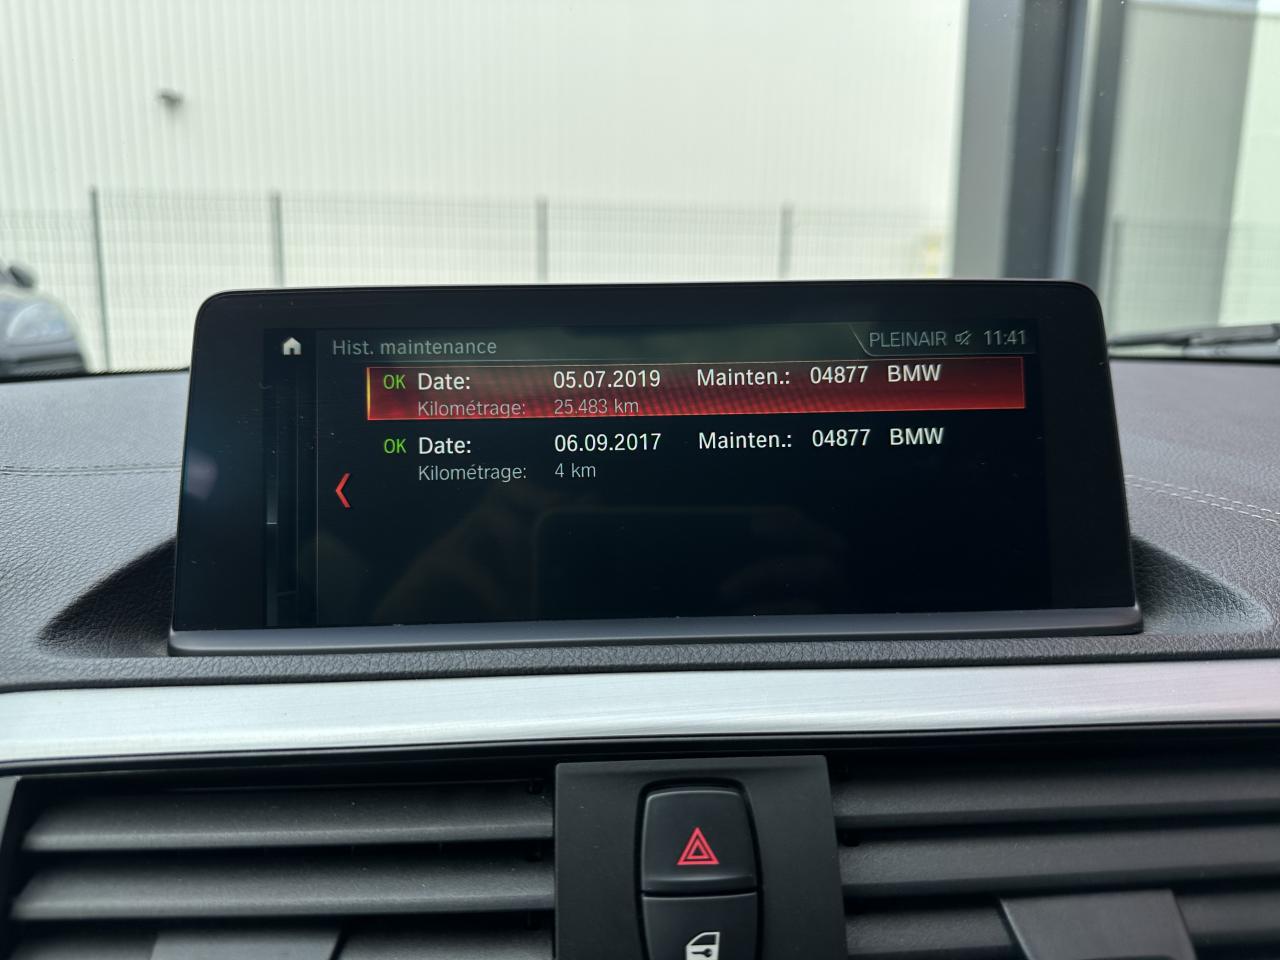 Hist. maintenance PLEINAIR 11:41
OK Date: 05.07.2019 Mainten.: 04877 BMW
Kilométrage: 25.483 km
OK Date: 06.09.2017 Mainten.: 04877 BMW
Kilométrage: 4 km